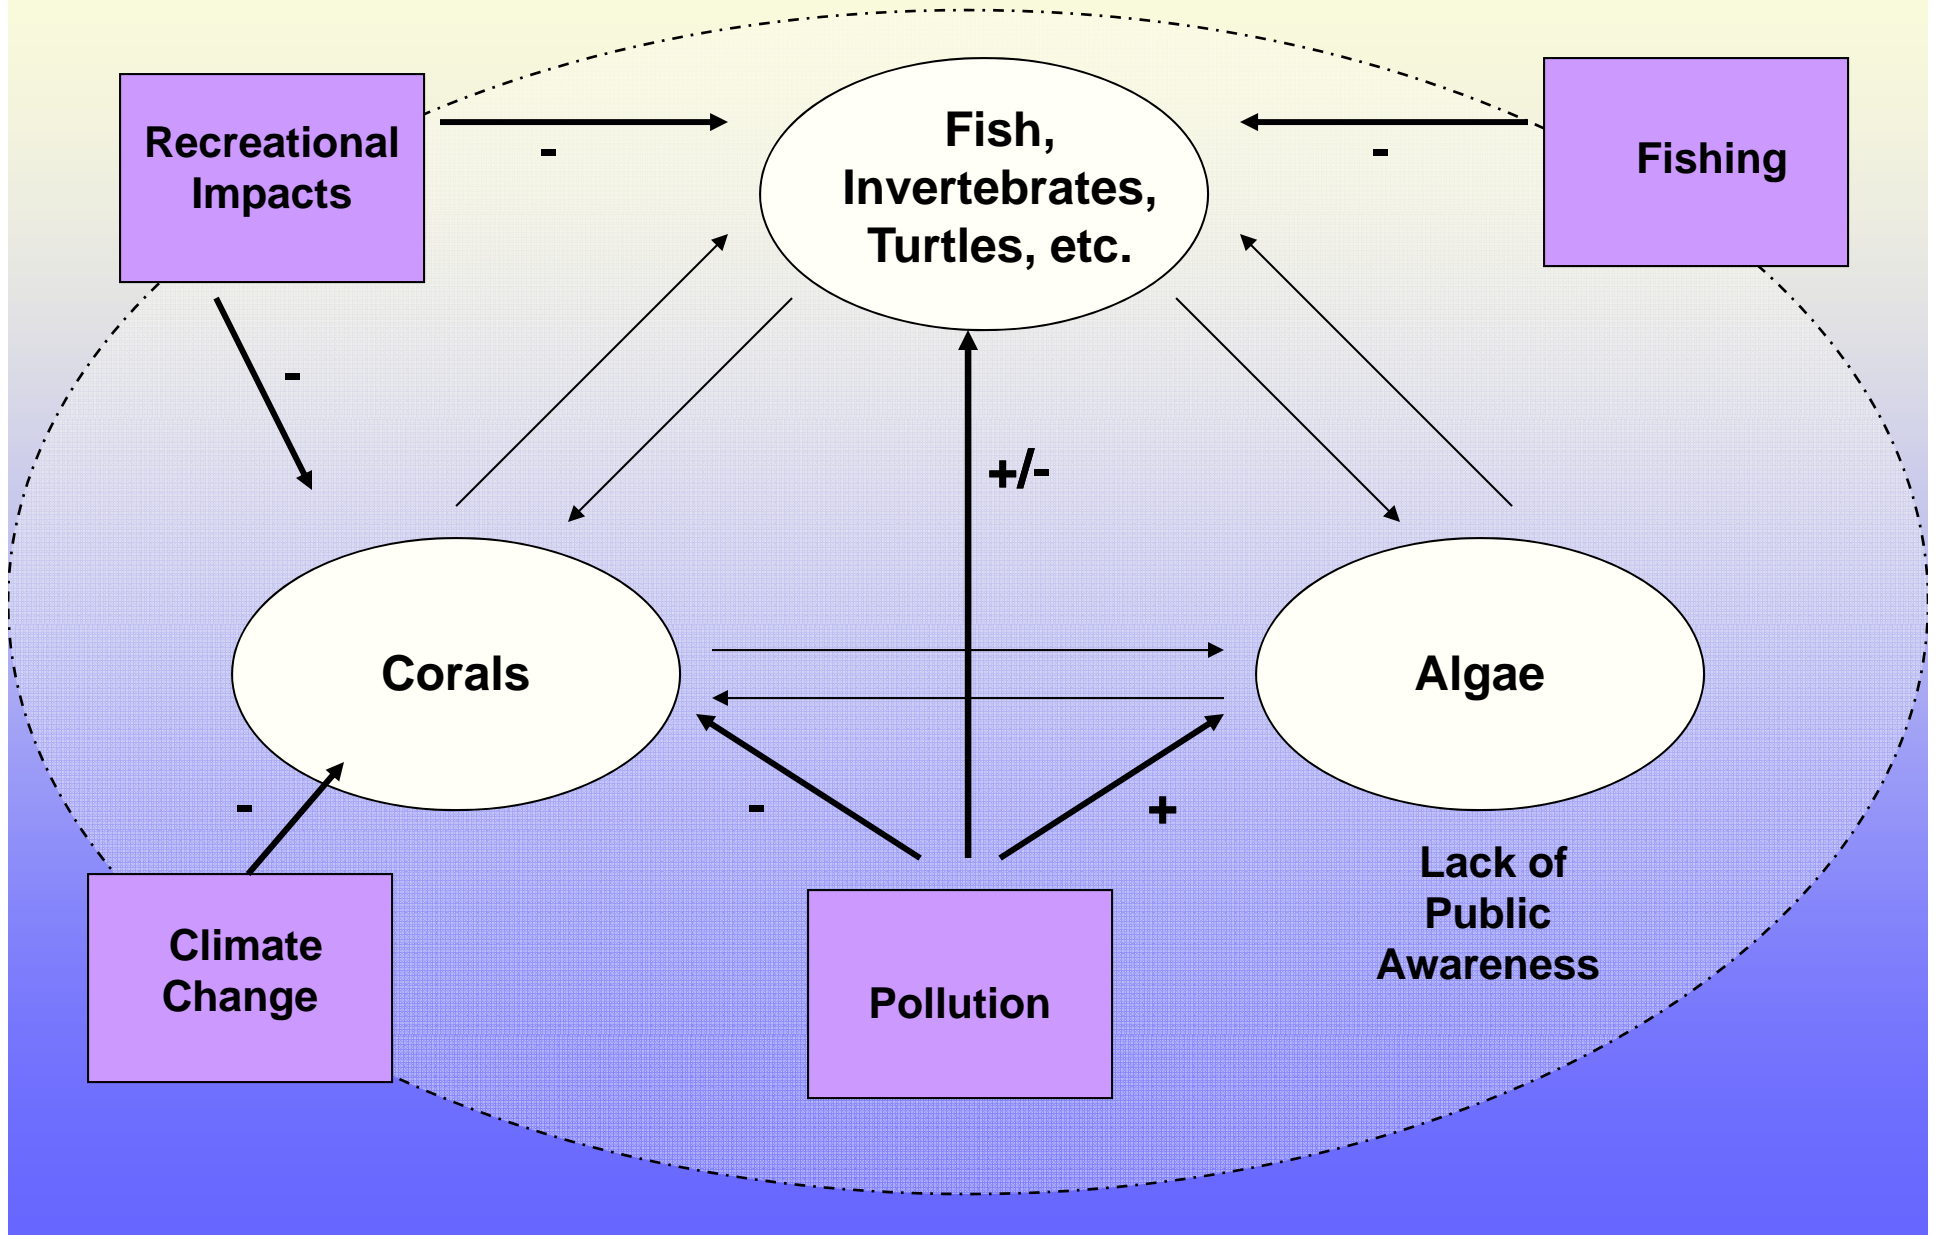 Recreational
Impacts
-
Fish,
Invertebrates,
Turtles, etc.
-
Fishing
-
+/-
Corals
Algae
-
-
+
Lack of
Public
Awareness
Climate
Change
Pollution